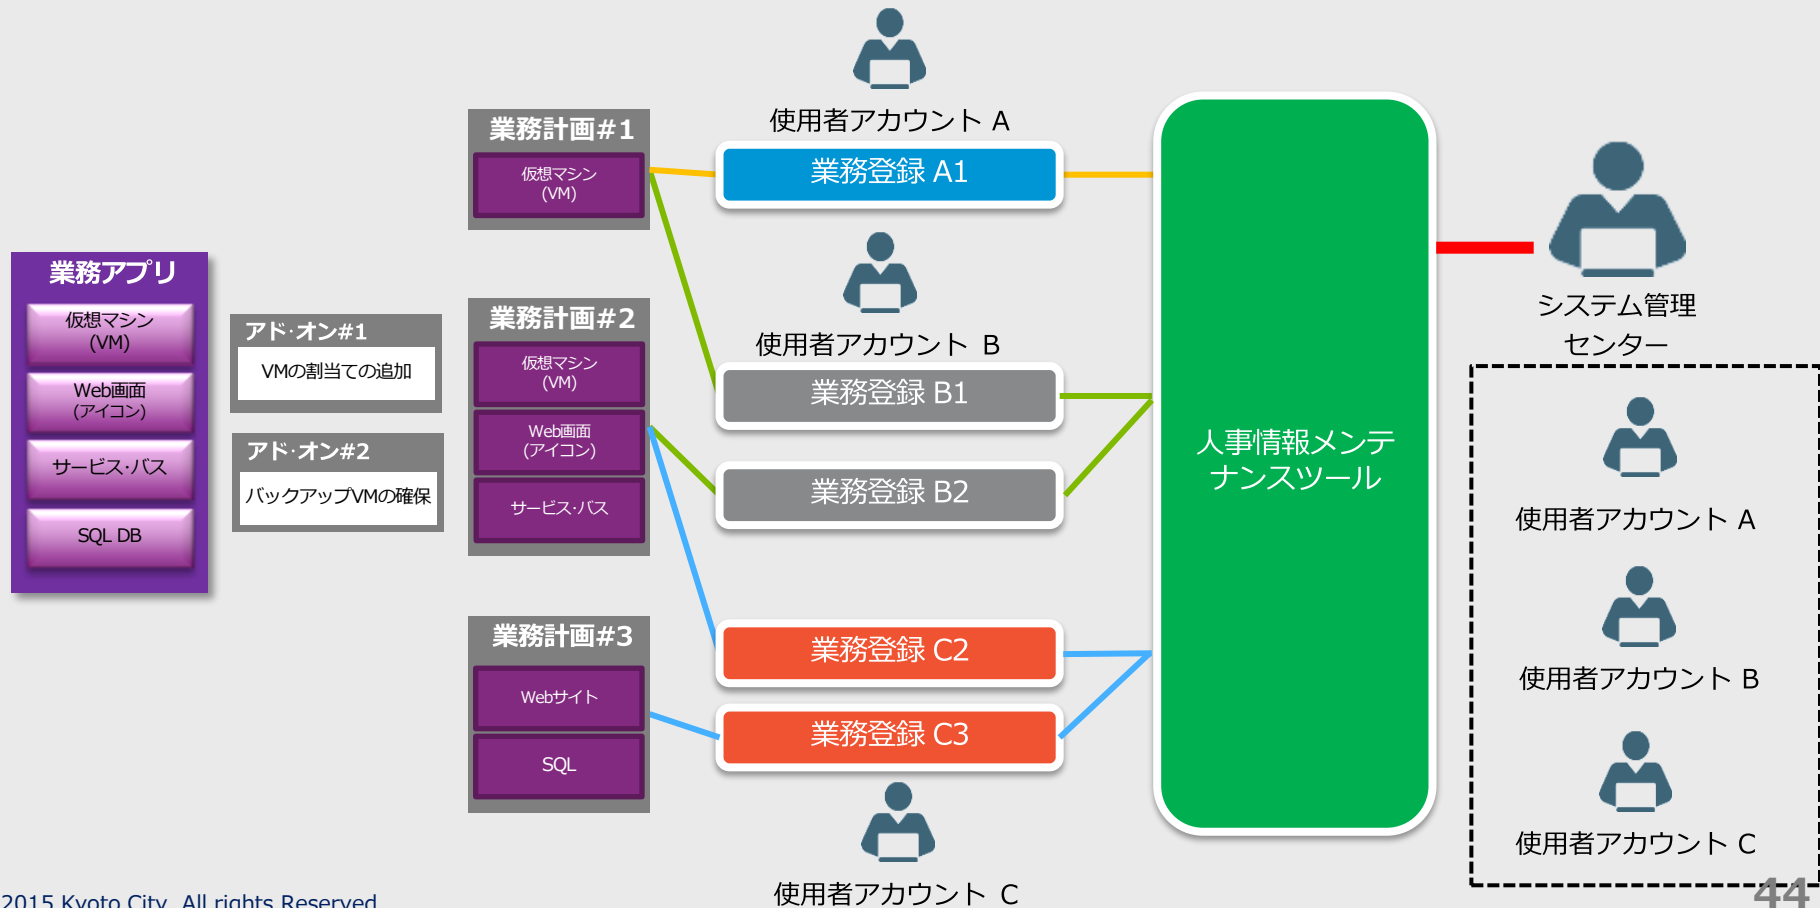 業務アプリ
仮想マシン
(VM)
Web画面
(アイコン)
サービス・バス
SQL DB
アド・オン#1
VMの割当ての追加
アド・オン#2
バックアップVMの確保
業務計画#1
仮想マシン
(VM)
業務計画#2
仮想マシン
(VM)
Web画面
(アイコン)
サービス・バス
業務計画#3
Webサイト
SQL
使用者アカウント A
業務登録 A1
使用者アカウント B
業務登録 B1
業務登録 B2
業務登録 C2
業務登録 C3
使用者アカウント C
人事情報メンテ
ナンスツール
システム管理
センター
使用者アカウント A
使用者アカウント B
使用者アカウント C
2015 Kyoto City. All rights Reserved
44